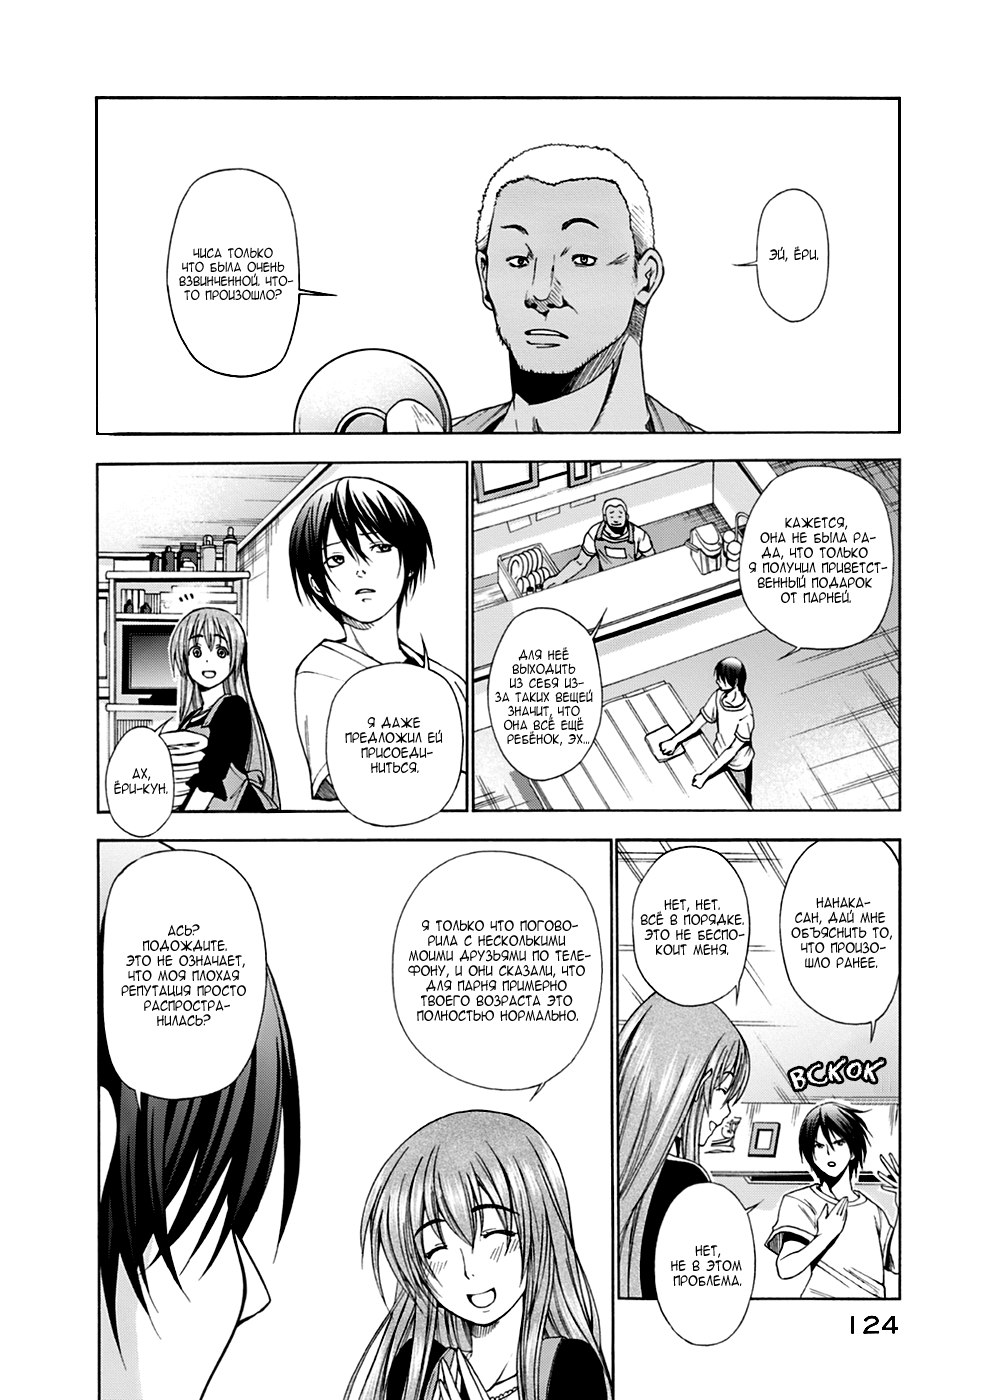 ЭЙ, ЁРИ.
ЧИСА ТОЛЬКО
ЧТО БЫЛА ОЧЕНЬ
ВЗВИНЧЕННОЙ. ЧТО-
ТО ПРОИЗОШЛО?
КАЖЕТСЯ,
ОНА НЕ БЫЛА РА-
ДА, ЧТО ТОЛЬКО
Я ПОЛУЧИЛ ПРИВЕТСТ-
ВЕННЫЙ ПОДАРОК
ОТ ПАРНЕЙ.
ДЛЯ НЕЁ
ВЫХОДИТЬ
ИЗ СЕБЯ ИЗ-
ЗА ТАКИХ ВЕЩЕЙ
ЗНАЧИТ, ЧТО
ОНА ВСЁ ЕЩЁ
РЕБЁНОК, ЭХ...
Я ДАЖЕ
ПРЕДЛОЖИЛ ЕЙ
ПРИСОЕДИ-
НИТЬСЯ.
...
АХ,
ЁРИ-КУН.
НАНАКА-
САН, ДАЙ МНЕ
ОБЪЯСНИТЬ ТО,
ЧТО ПРОИЗО-
ШЛО РАНЕЕ.
НЕТ, НЕТ.
ВСЁ В ПОРЯДКЕ.
ЭТО НЕ БЕСПО-
КОИТ МЕНЯ.
ВСКОК
НЕТ,
НЕ В ЭТОМ
ПРОБЛЕМА.
Я ТОЛЬКО ЧТО ПОГОВО-
РИЛА С НЕСКОЛЬКИМИ
МОИМИ ДРУЗЬЯМИ ПО ТЕЛЕ-
ФОНУ, И ОНИ СКАЗАЛИ, ЧТО
ДЛЯ ПАРНЯ ПРИМЕРНО
ТВОЕГО ВОЗРАСТА ЭТО
ПОЛНОСТЬЮ НОРМАЛЬНО.
АСЬ?
ПОДОЖДИТЕ.
ЭТО НЕ ОЗНАЧАЕТ,
ЧТО МОЯ ПЛОХАЯ
РЕПУТАЦИЯ ПРОСТО
РАСПРОСТРА-
НИЛАСЬ?
124